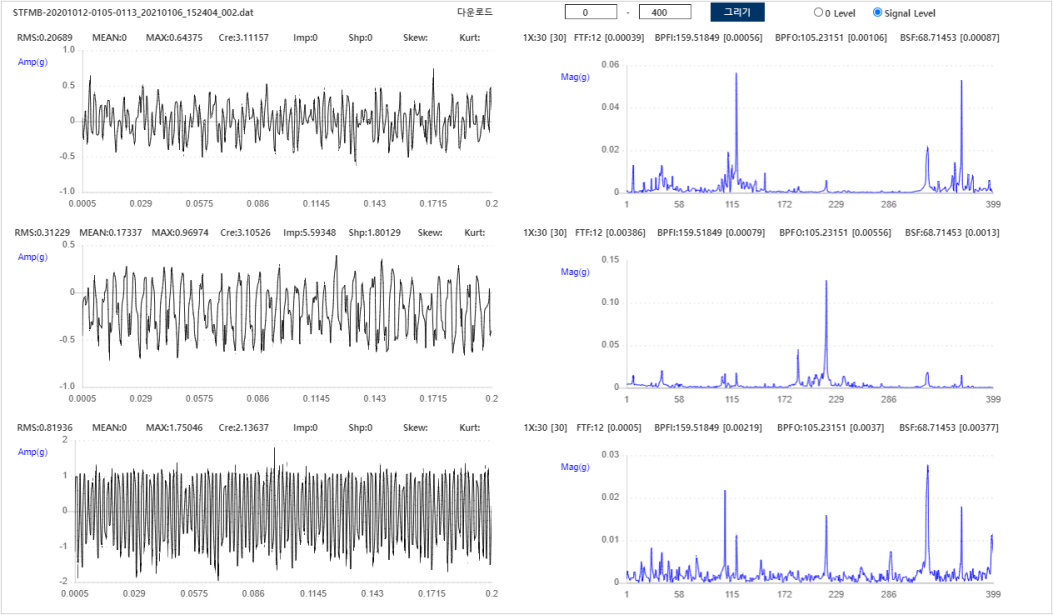 STFMB-20201012-0105-0113_20210106_152404_002.dat 다운로드 0 - 400 그리기 0 Level Signal Level
RMS:0.20689 MEAN:0 MAX:0.64375 Cre:3.11157 Imp:0 Shp:0 Skew: Kurt:
Amp(g)
1.0
0.5
0
-0.5
-1.0
0.0005 0.029 0.0575 0.086 0.1145 0.143 0.1715 0.2
1X:30 [30] FTF:12 [0.00039] BPFI:159.51849 [0.00056] BPFO:105.23151 [0.00106] BSF:68.71453 [0.00087]
Mag(g)
0.06
0.04
0.02
0
1 58 115 172 229 286 399
RMS:0.31229 MEAN:0.17337 MAX:0.96974 Cre:3.10526 Imp:5.59348 Shp:1.80129 Skew: Kurt:
Amp(g)
0.5
0
-0.5
-1.0
0.0005 0.029 0.0575 0.086 0.1145 0.143 0.1715 0.2
1X:30 [30] FTF:12 [0.00386] BPFI:159.51849 [0.00079] BPFO:105.23151 [0.00556] BSF:68.71453 [0.0013]
Mag(g)
0.15
0.10
0.05
0
1 58 115 172 229 286 399
RMS:0.81936 MEAN:0 MAX:1.75046 Cre:2.13637 Imp:0 Shp:0 Skew: Kurt:
Amp(g)
2
1
0
-1
-2
0.0005 0.029 0.0575 0.086 0.1145 0.143 0.1715 0.2
1X:30 [30] FTF:12 [0.0005] BPFI:159.51849 [0.00219] BPFO:105.23151 [0.0037] BSF:68.71453 [0.00377]
Mag(g)
0.03
0.02
0.01
0
1 58 115 172 229 286 399